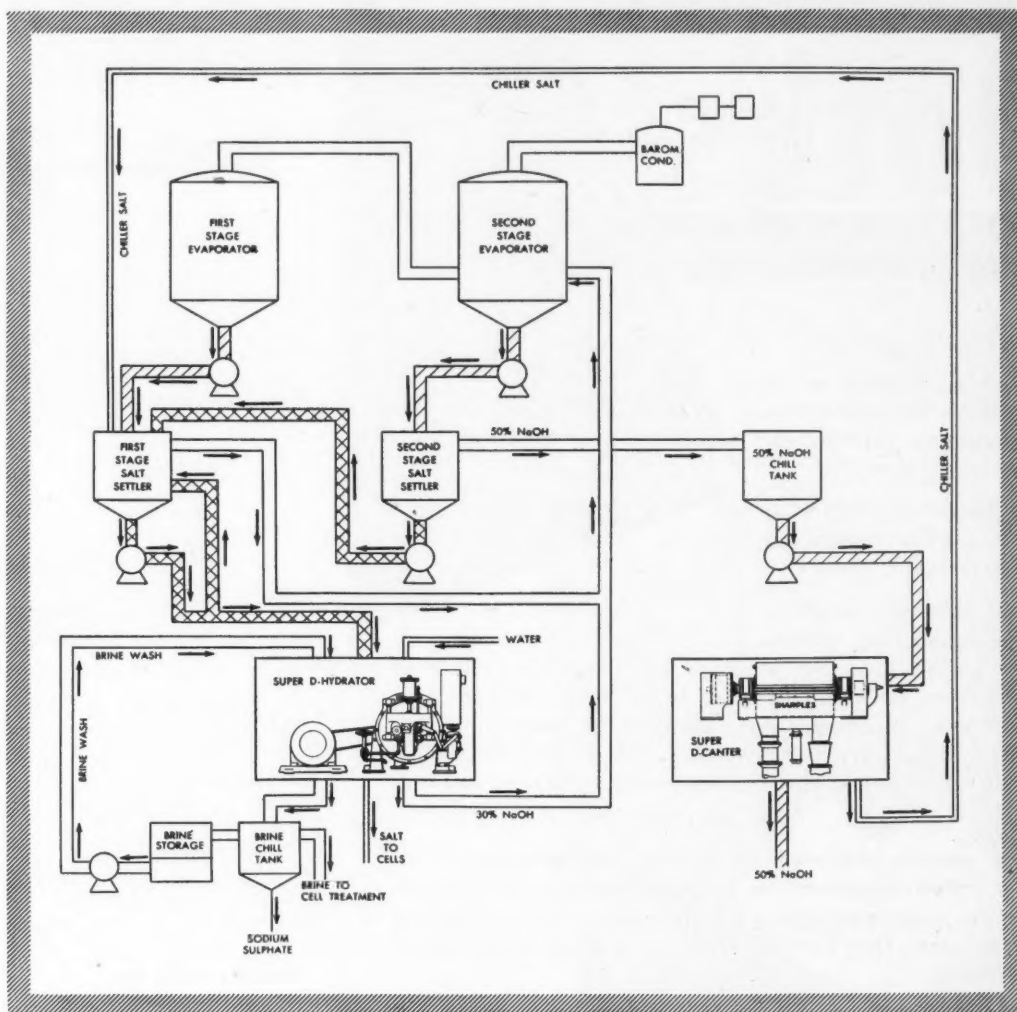 CHILLER SALT
BAROM.
COND.
CHILLER SALT
FIRST
STAGE
EVAPORATOR
SECOND
STAGE
EVAPORATOR
FIRST
STAGE
SALT
SETTLER
SECOND
STAGE
SALT
SETTLER
50% NaOH
50% NaOH
CHILL
TANK
CHILLER SALT
WATER
BRINE WASH
BRINE WASH
SUPER D-HYDRATOR
SHARPLES
SUPER
D-CANTER
30% NaOH
BRINE
STORAGE
BRINE
CHILL
TANK
SALT
TO
CELLS
BRINE TO
CELL TREATMENT
50% NaOH
SODIUM
SULPHATE